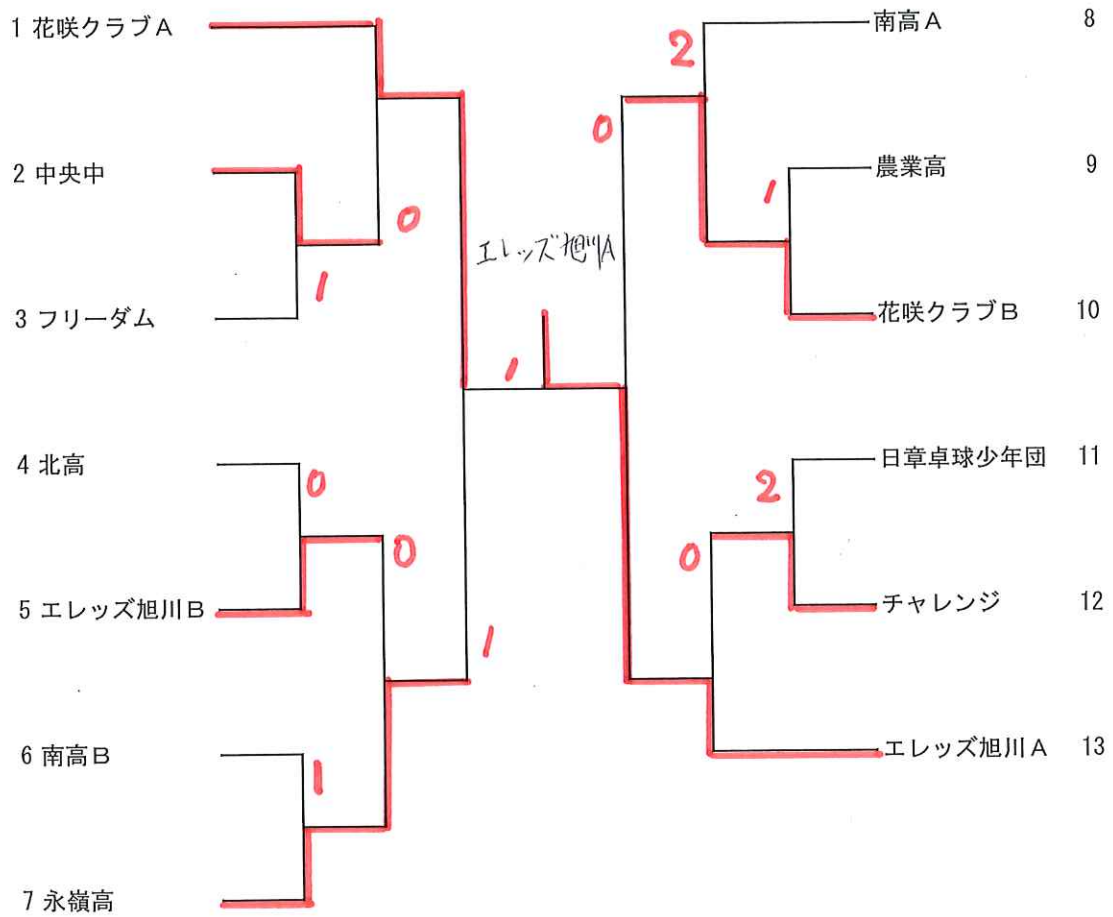 1 花咲クラブA
2 中央中
0
1
3 フリーダム
4 北高
0
0
5 エレッズ旭川B
1
6 南高B
1
7 永嶺高
エレッズ旭川A
1
南高A 8
2
0
農業高 9
1
花咲クラブB 10
日章卓球少年団 11
2
0
チャレンジ 12
エレッズ旭川A 13